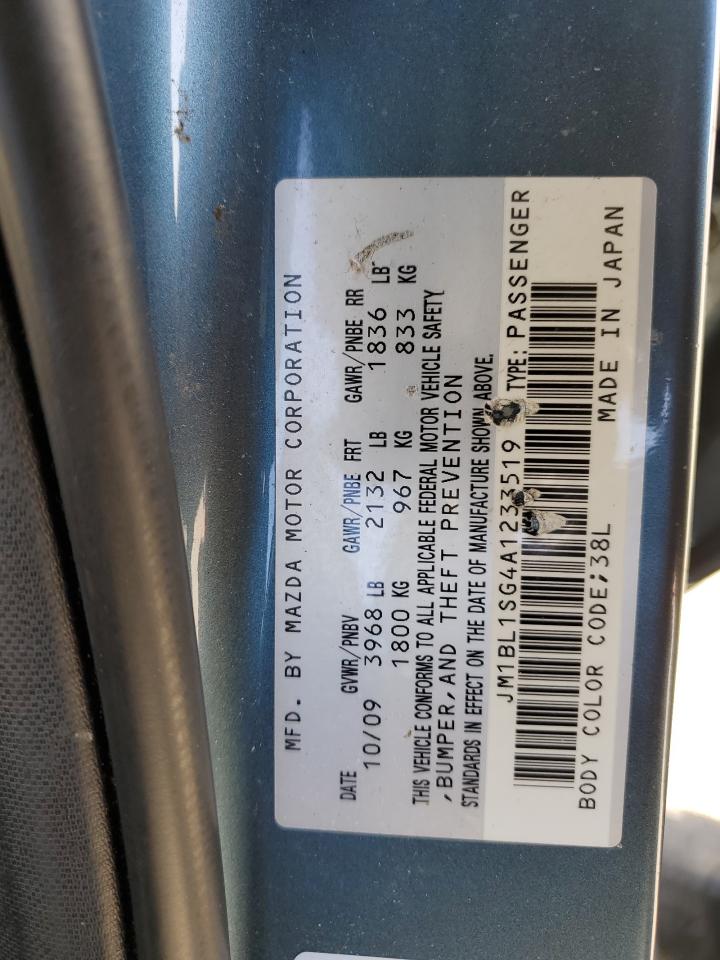 MFD. BY MAZDA MOTOR CORPORATION
DATE GVWR/PNBV GAWR/PNBE FRT GAWR/PNBE RR
10/09 3968 LB 2132 LB 1836 LB
1800 KG 967 KG 833 KG
THIS VEHICLE CONFORMS TO ALL APPLICABLE FEDERAL MOTOR VEHICLE SAFETY
,BUMPER,AND THEFT PREVENTION
STANDARDS IN EFFECT ON THE DATE OF MANUFACTURE SHOWN ABOVE.
JM1BL1SG4A1233519 TYPE: PASSENGER
BODY COLOR CODE;38L MADE IN JAPAN